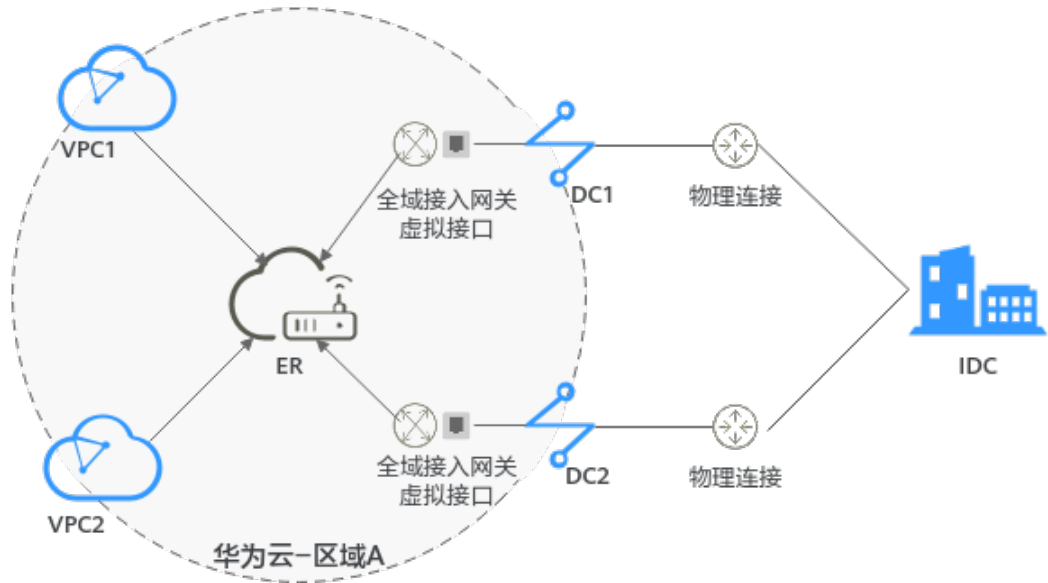 VPC1
全域接入网关
虚拟接口
DC1
物理连接
ER
IDC
全域接入网关
虚拟接口
DC2
物理连接
VPC2
华为云-区域A